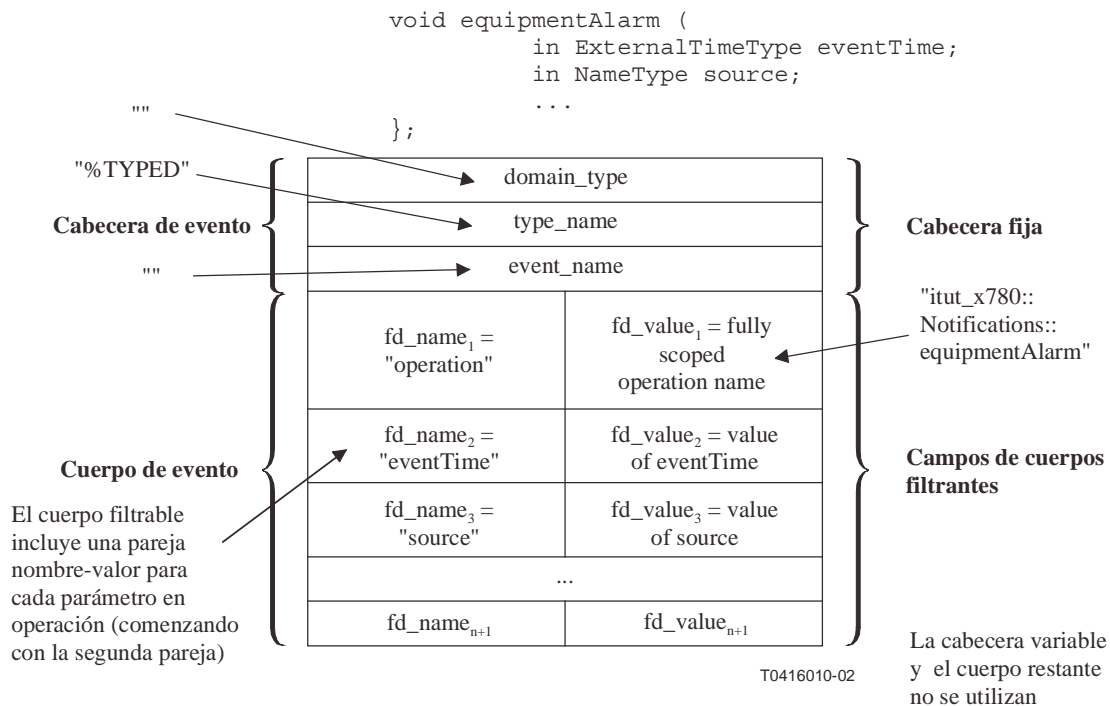 void equipmentAlarm (
in ExternalTimeType eventTime;
in NameType source;
...
};
""
"%TYPED"
Cabecera de evento
""
domain_type
type_name
event_name
Cabecera fija
"itut_x780::
Notifications::
equipmentAlarm"
fd_name1 =
"operation"
fd_value1 = fully
scoped
operation name
fd_name2 =
"eventTime"
fd_value2 = value
of eventTime
Cuerpo de evento
Campos de cuerpos
filtrantes
fd_name3 =
"source"
fd_value3 = value
of source
...
fd_namen+1
fd_valuen+1
El cuerpo filtrable
incluye una pareja
nombre-valor para
cada parámetro en
operación (comenzando
con la segunda pareja)
T0416010-02
La cabecera variable
y el cuerpo restante
no se utilizan